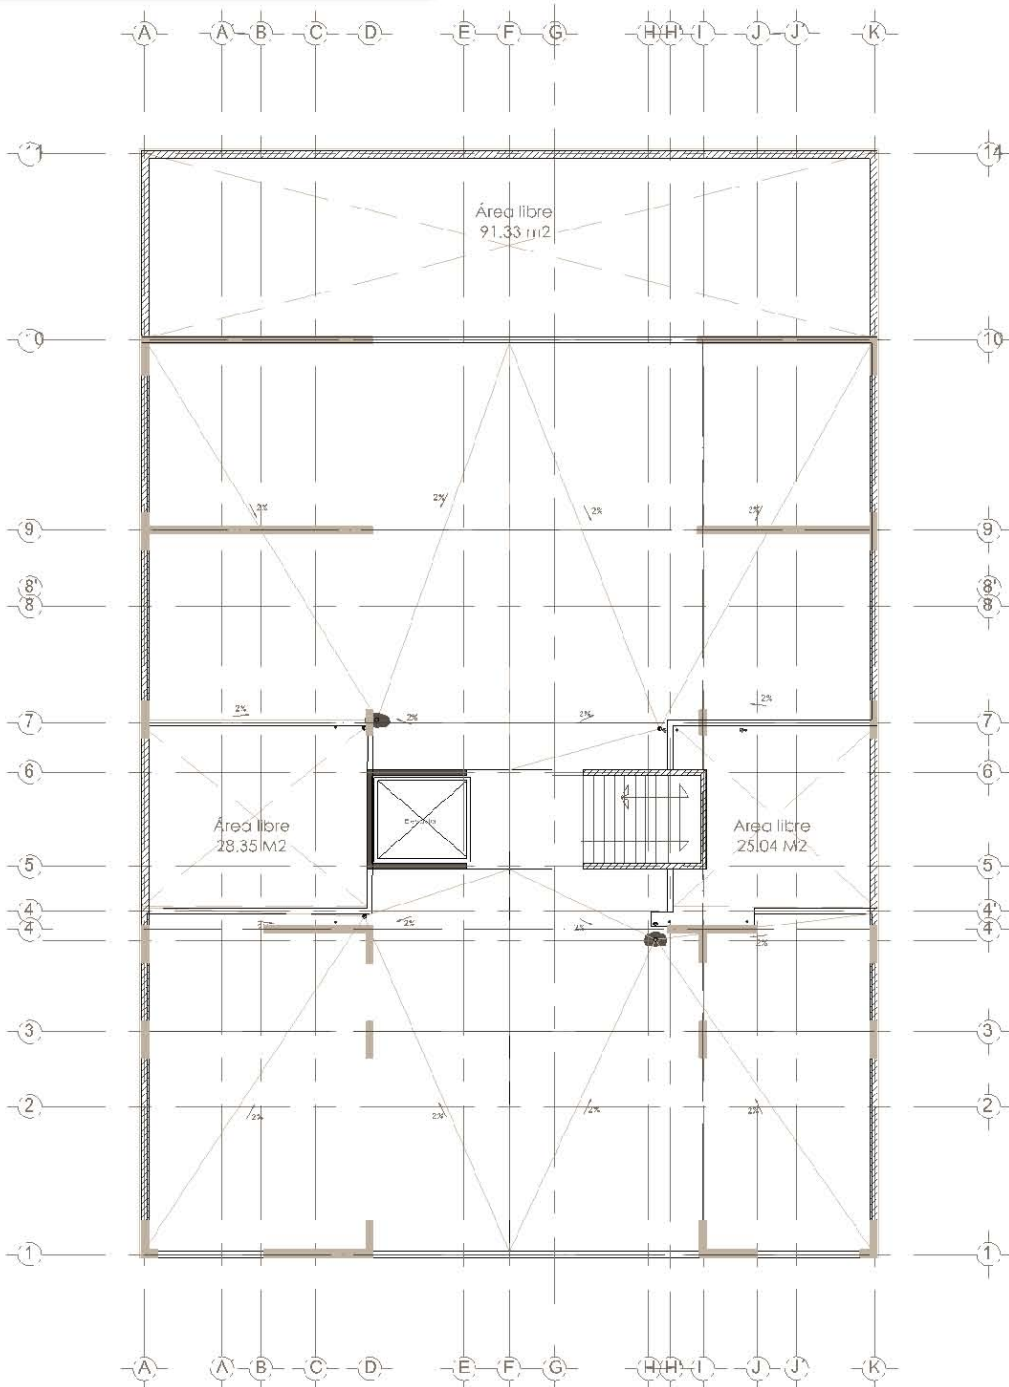 A A' B C D E F G H H' I J J' K
14
Área libre
91.33 m2
10
2% 2% 2% 2%
9 9
8' 8'
8 8
2% 2%
7 2% 2% 7
6 6
Área libre
28.35 M2
Área libre
25.04 M2
5 5
4' 4'
4 2% 4
2%
3 3
2 2
2% 2% 2% 2%
1 1
A A' B C D E F G H H' I J J' K